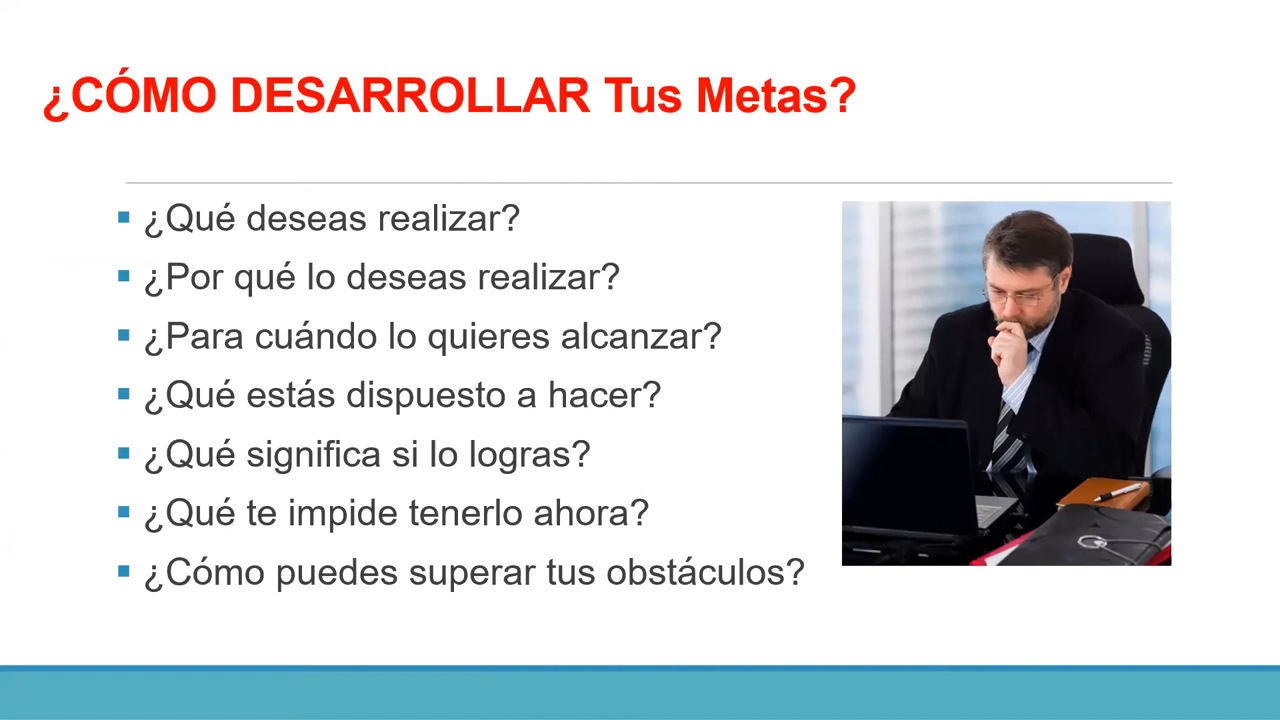 ¿CÓMO DESARROLLAR Tus Metas?
¿Qué deseas realizar?
¿Por qué lo deseas realizar?
¿Para cuándo lo quieres alcanzar?
¿Qué estás dispuesto a hacer?
¿Qué significa si lo logras?
¿Qué te impide tenerlo ahora?
¿Cómo puedes superar tus obstáculos?